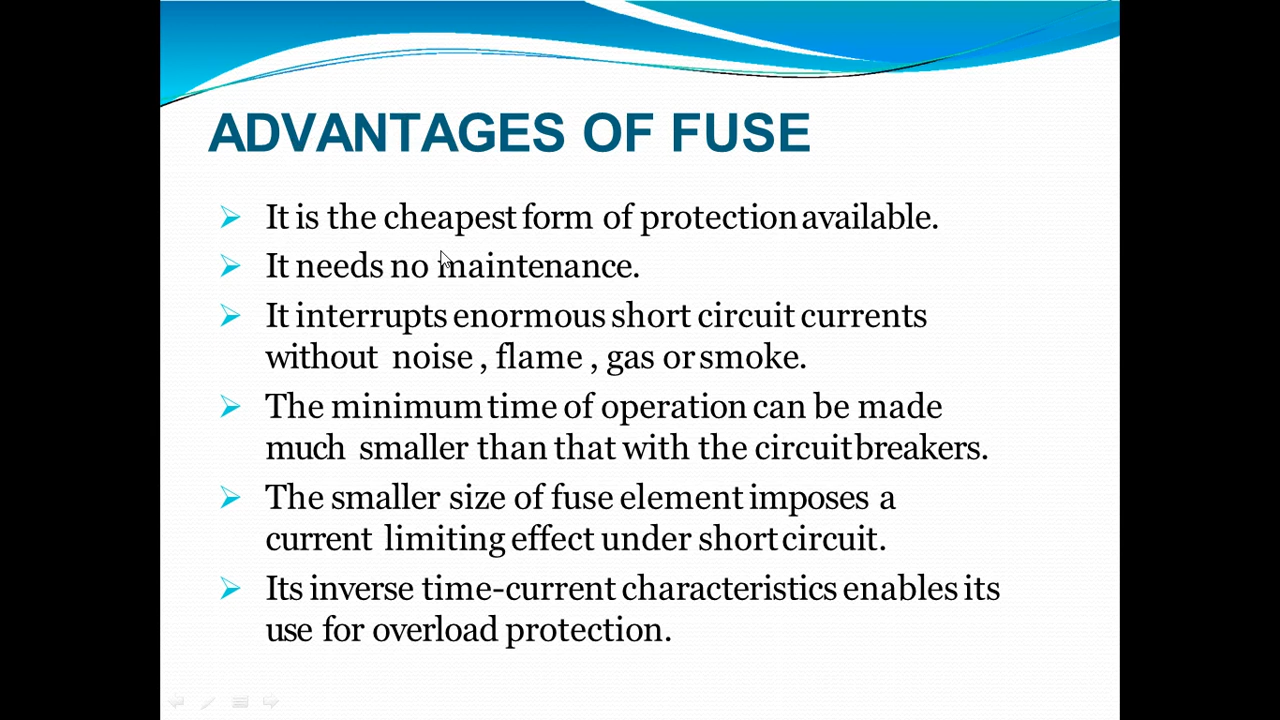 ADVANTAGES OF FUSE
It is the cheapest form of protection available.
It needs no maintenance.
It interrupts enormous short circuit currents
without noise , flame , gas or smoke.
The minimum time of operation can be made
much smaller than that with the circuit breakers.
The smaller size of fuse element imposes a
current limiting effect under short circuit.
Its inverse time-current characteristics enables its
use for overload protection.